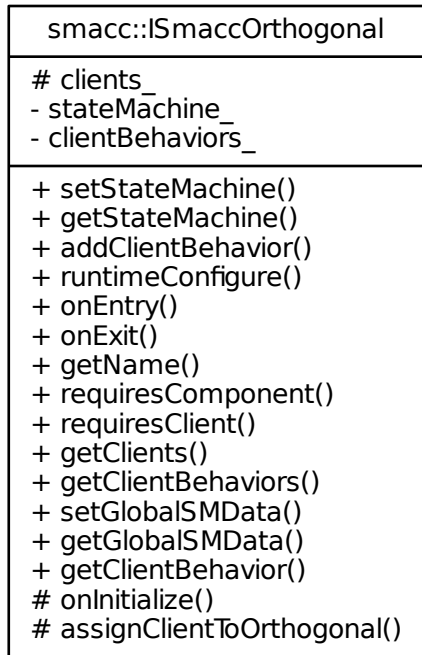 smacc::ISmaccOrthogonal
# clients_
- stateMachine_
- clientBehaviors_
+ setStateMachine()
+ getStateMachine()
+ addClientBehavior()
+ runtimeConfigure()
+ onEntry()
+ onExit()
+ getName()
+ requiresComponent()
+ requiresClient()
+ getClients()
+ getClientBehaviors()
+ setGlobalSMData()
+ getGlobalSMData()
+ getClientBehavior()
# onInitialize()
# assignClientToOrthogonal()